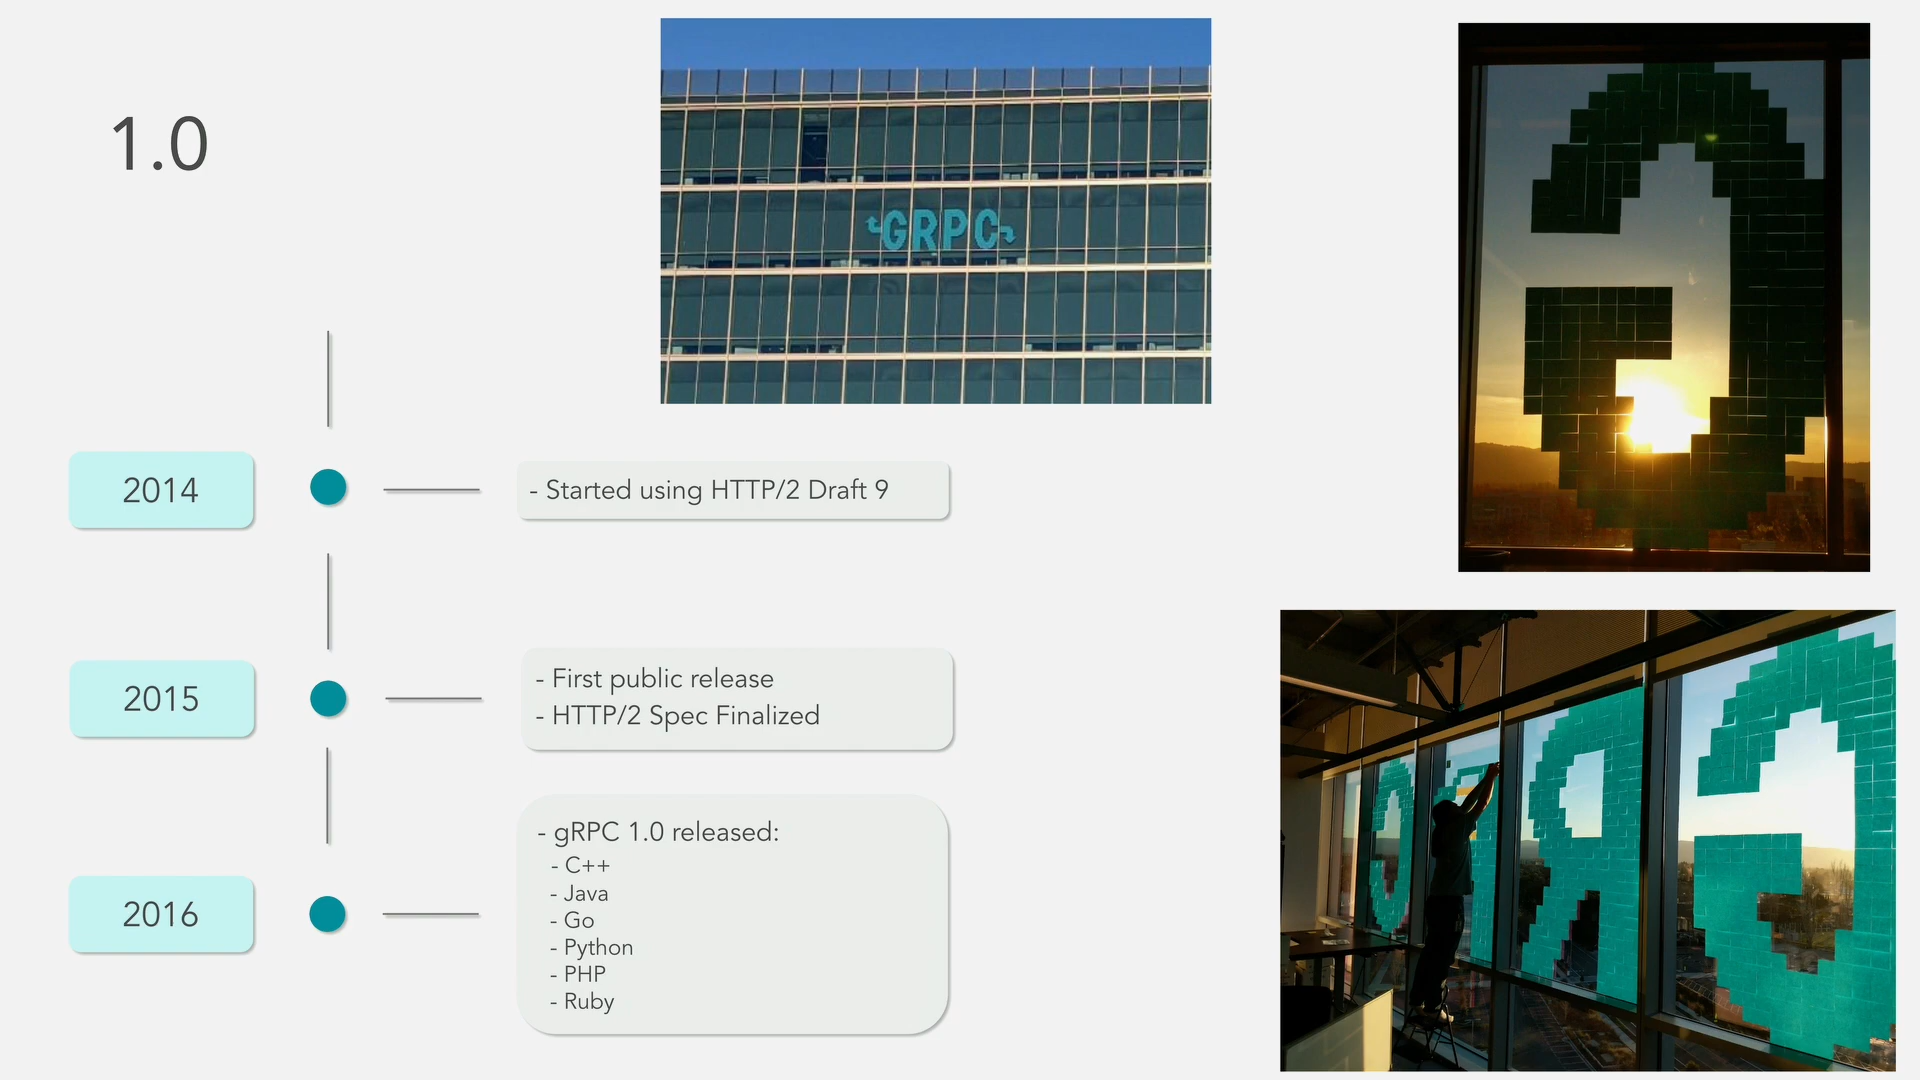 1.0
GRPC
2014
- Started using HTTP/2 Draft 9
2015
- First public release
- HTTP/2 Spec Finalized
2016
- gRPC 1.0 released:
- C++
- Java
- Go
- Python
- PHP
- Ruby